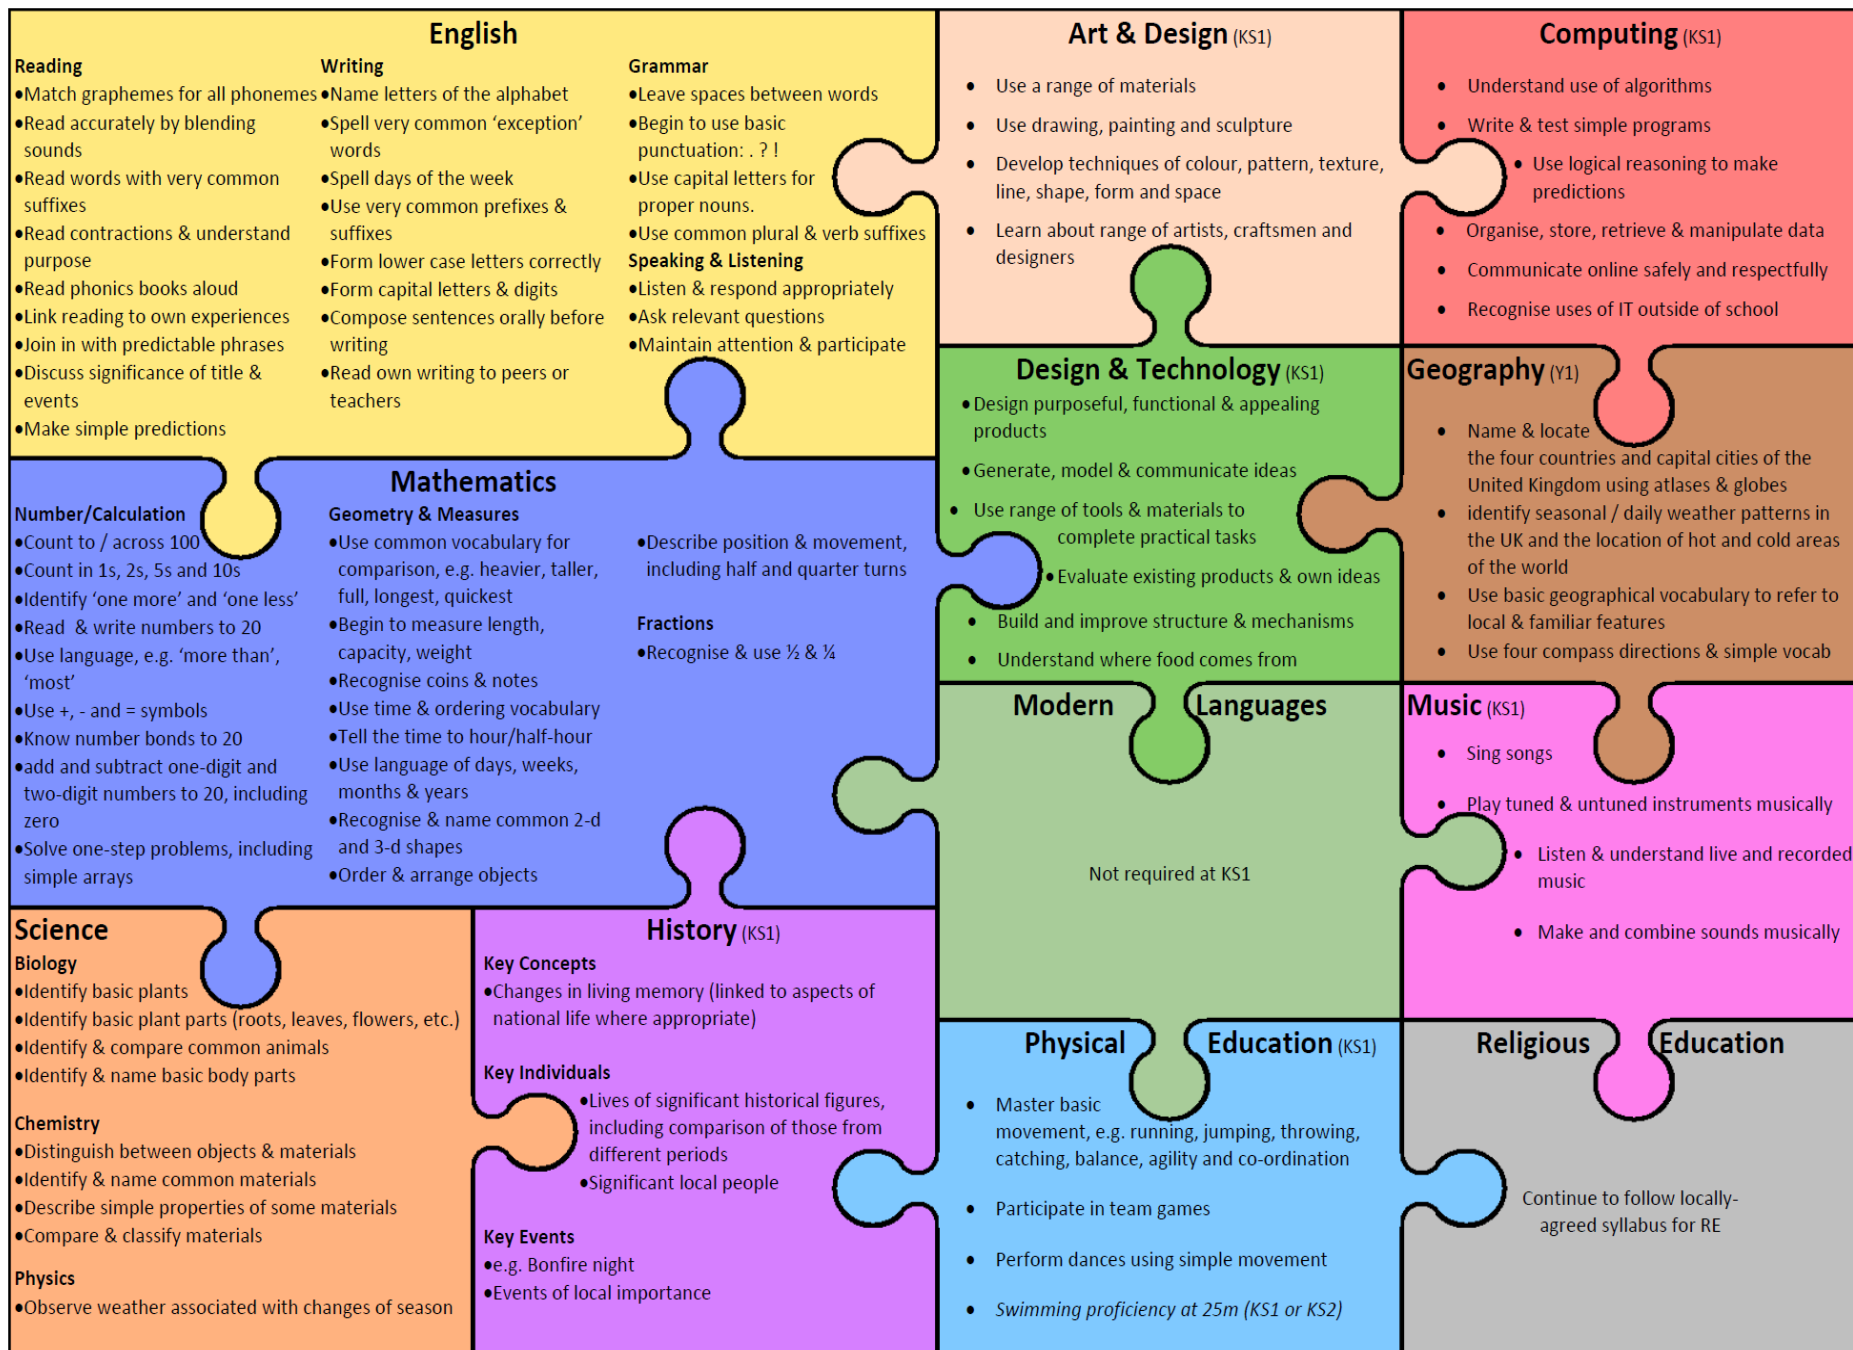 English
Reading
•Match graphemes for all phonemes
•Read accurately by blending
sounds
•Read words with very common
suffixes
•Read contractions & understand
purpose
•Read phonics books aloud
•Link reading to own experiences
•Join in with predictable phrases
•Discuss significance of title &
events
•Make simple predictions
Writing
•Name letters of the alphabet
•Spell very common ‘exception’
words
•Spell days of the week
•Use very common prefixes &
suffixes
•Form lower case letters correctly
•Form capital letters & digits
•Compose sentences orally before
writing
•Read own writing to peers or
teachers
Grammar
•Leave spaces between words
•Begin to use basic
punctuation: . ? !
•Use capital letters for
proper nouns.
•Use common plural & verb suffixes
Speaking & Listening
•Listen & respond appropriately
•Ask relevant questions
•Maintain attention & participate
Art & Design (KS1)
• Use a range of materials
• Use drawing, painting and sculpture
• Develop techniques of colour, pattern, texture,
line, shape, form and space
• Learn about range of artists, craftsmen and
designers
Computing (KS1)
• Understand use of algorithms
• Write & test simple programs
• Use logical reasoning to make
predictions
• Organise, store, retrieve & manipulate data
• Communicate online safely and respectfully
• Recognise uses of IT outside of school
Mathematics
Number/Calculation
•Count to / across 100
•Count in 1s, 2s, 5s and 10s
•Identify ‘one more’ and ‘one less’
•Read & write numbers to 20
•Use language, e.g. ‘more than’,
‘most’
•Use +, - and = symbols
•Know number bonds to 20
•add and subtract one-digit and
two-digit numbers to 20, including
zero
•Solve one-step problems, including
simple arrays
Geometry & Measures
•Use common vocabulary for
comparison, e.g. heavier, taller,
full, longest, quickest
•Begin to measure length,
capacity, weight
•Recognise coins & notes
•Use time & ordering vocabulary
•Tell the time to hour/half-hour
•Use language of days, weeks,
months & years
•Recognise & name common 2-d
and 3-d shapes
•Order & arrange objects
•Describe position & movement,
including half and quarter turns
Fractions
•Recognise & use ½ & ¼
Design & Technology (KS1)
•Design purposeful, functional & appealing
products
•Generate, model & communicate ideas
• Use range of tools & materials to
complete practical tasks
•Evaluate existing products & own ideas
• Build and improve structure & mechanisms
• Understand where food comes from
Geography (Y1)
• Name & locate
the four countries and capital cities of the
United Kingdom using atlases & globes
• identify seasonal / daily weather patterns in
the UK and the location of hot and cold areas
of the world
• Use basic geographical vocabulary to refer to
local & familiar features
• Use four compass directions & simple vocab
Modern Languages
Not required at KS1
Music (KS1)
• Sing songs
• Play tuned & untuned instruments musically
• Listen & understand live and recorded
music
• Make and combine sounds musically
Science
Biology
•Identify basic plants
•Identify basic plant parts (roots, leaves, flowers, etc.)
•Identify & compare common animals
•Identify & name basic body parts
Chemistry
•Distinguish between objects & materials
•Identify & name common materials
•Describe simple properties of some materials
•Compare & classify materials
Physics
•Observe weather associated with changes of season
History (KS1)
Key Concepts
•Changes in living memory (linked to aspects of
national life where appropriate)
Key Individuals
•Lives of significant historical figures,
including comparison of those from
different periods
•Significant local people
Key Events
•e.g. Bonfire night
•Events of local importance
Physical Education (KS1)
• Master basic
movement, e.g. running, jumping, throwing,
catching, balance, agility and co-ordination
• Participate in team games
• Perform dances using simple movement
• Swimming proficiency at 25m (KS1 or KS2)
Religious Education
Continue to follow locally-
agreed syllabus for RE